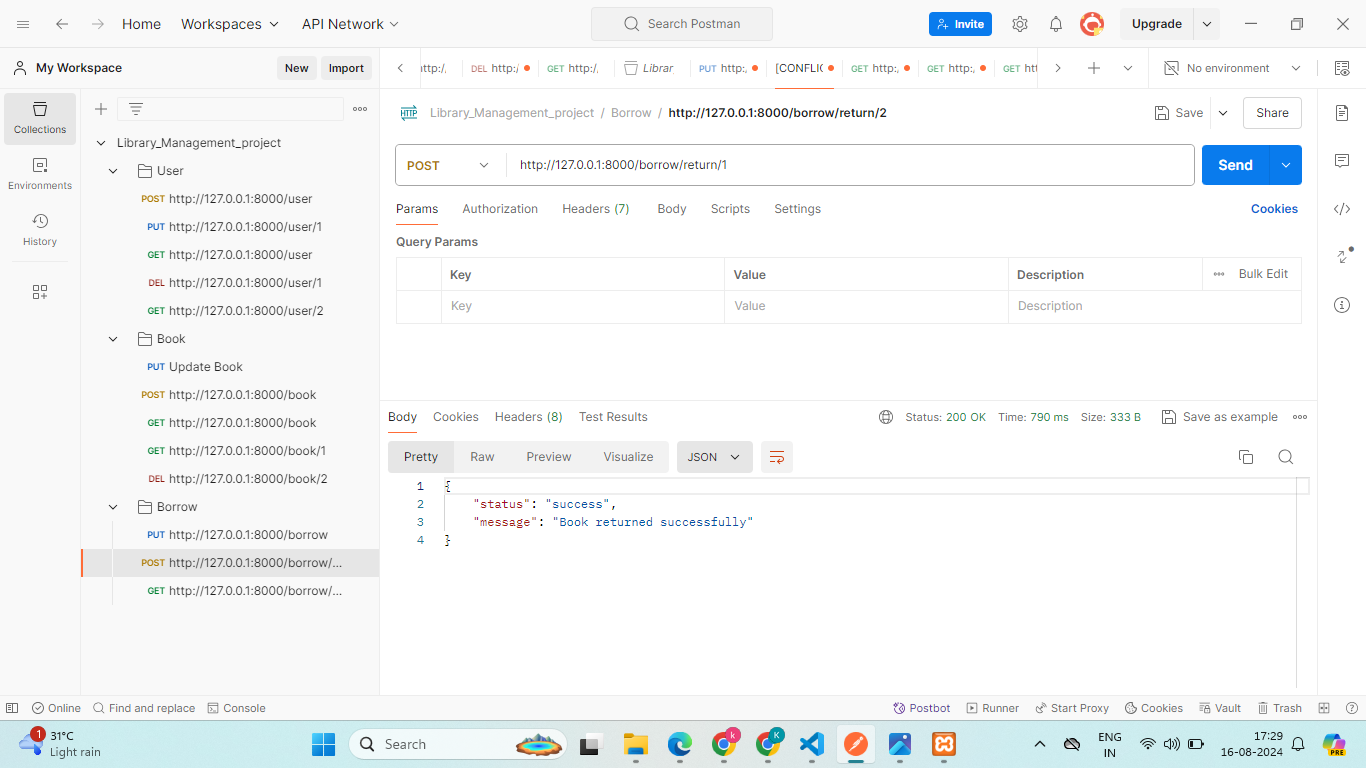 Home Workspaces API Network Search Postman Invite Upgrade
My Workspace New Import
ttp:/, DEL http:/ GET http:/, Librar PUT http:, [CONFLIC GET http:, GET http:, GET htt No environment
Collections
Environments
History
Library_Management_project
User
POST http://127.0.0.1:8000/user
PUT http://127.0.0.1:8000/user/1
GET http://127.0.0.1:8000/user
DEL http://127.0.0.1:8000/user/1
GET http://127.0.0.1:8000/user/2
Book
PUT Update Book
POST http://127.0.0.1:8000/book
GET http://127.0.0.1:8000/book
GET http://127.0.0.1:8000/book/1
DEL http://127.0.0.1:8000/book/2
Borrow
PUT http://127.0.0.1:8000/borrow
POST http://127.0.0.1:8000/borrow/...
GET http://127.0.0.1:8000/borrow/...
HTTP Library_Management_project / Borrow / http://127.0.0.1:8000/borrow/return/2 Save Share
POST http://127.0.0.1:8000/borrow/return/1 Send
Params Authorization Headers (7) Body Scripts Settings Cookies
Query Params
Key Value Description Bulk Edit
Key Value Description
Body Cookies Headers (8) Test Results Status: 200 OK Time: 790 ms Size: 333 B Save as example
Pretty Raw Preview Visualize JSON
1 {
2 "status": "success",
3 "message": "Book returned successfully"
4 }
Online Find and replace Console Postbot Runner Start Proxy Cookies Vault Trash
1 31°C
Light rain
Search
k K
PRE
ENG
IN
17:29
16-08-2024